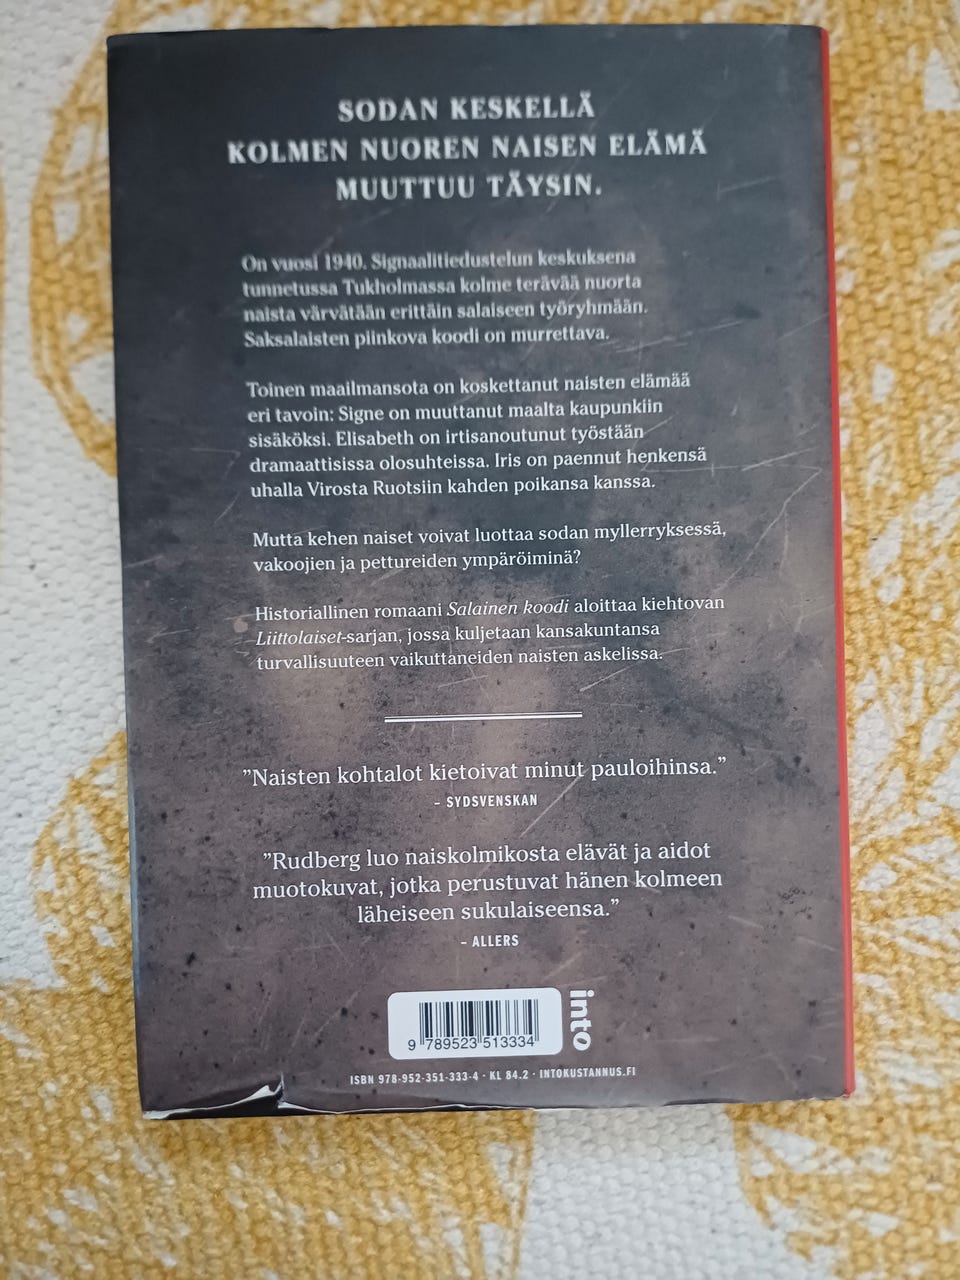 SODAN KESKELLÄ
KOLMEN NUOREN NAISEN ELÄMÄ
MUUTTUU TÄYSIN.
On vuosi 1940. Signaalitiedustelun keskuksena
tunnetussa Tukholmassa kolme terävää nuorta
naista värvätään erittäin salaiseen työryhmään.
Saksalaisten piinkova koodi on murrettava.
Toinen maailmansota on koskettanut naisten elämää
eri tavoin: Signe on muuttanut maalta kaupunkiin
sisäköksi. Elisabeth on irtisanoutunut työstään
dramaattisissa olosuhteissa. Iris on paennut henkensä
uhalla Virosta Ruotsiin kahden poikansa kanssa.
Mutta kehen naiset voivat luottaa sodan myllerryksessä,
vakoojien ja pettureiden ympäröiminä?
Historiallinen romaani Salainen koodi aloittaa kiehtovan
Liittolaiset-sarjan, jossa kuljetaan kansakuntansa
turvallisuuteen vaikuttaneiden naisten askelissa.
”Naisten kohtalot kietoivat minut pauloihinsa.”
– SYDSVENSKAN
”Rudberg luo naiskolmikosta elävät ja aidot
muotokuvat, jotka perustuvat hänen kolmeen
läheiseen sukulaiseensa.”
– ALLERS
9 789523 513334
into
ISBN 978-952-351-333-4 · KL 84.2 · INTOKUSTANNUS.FI